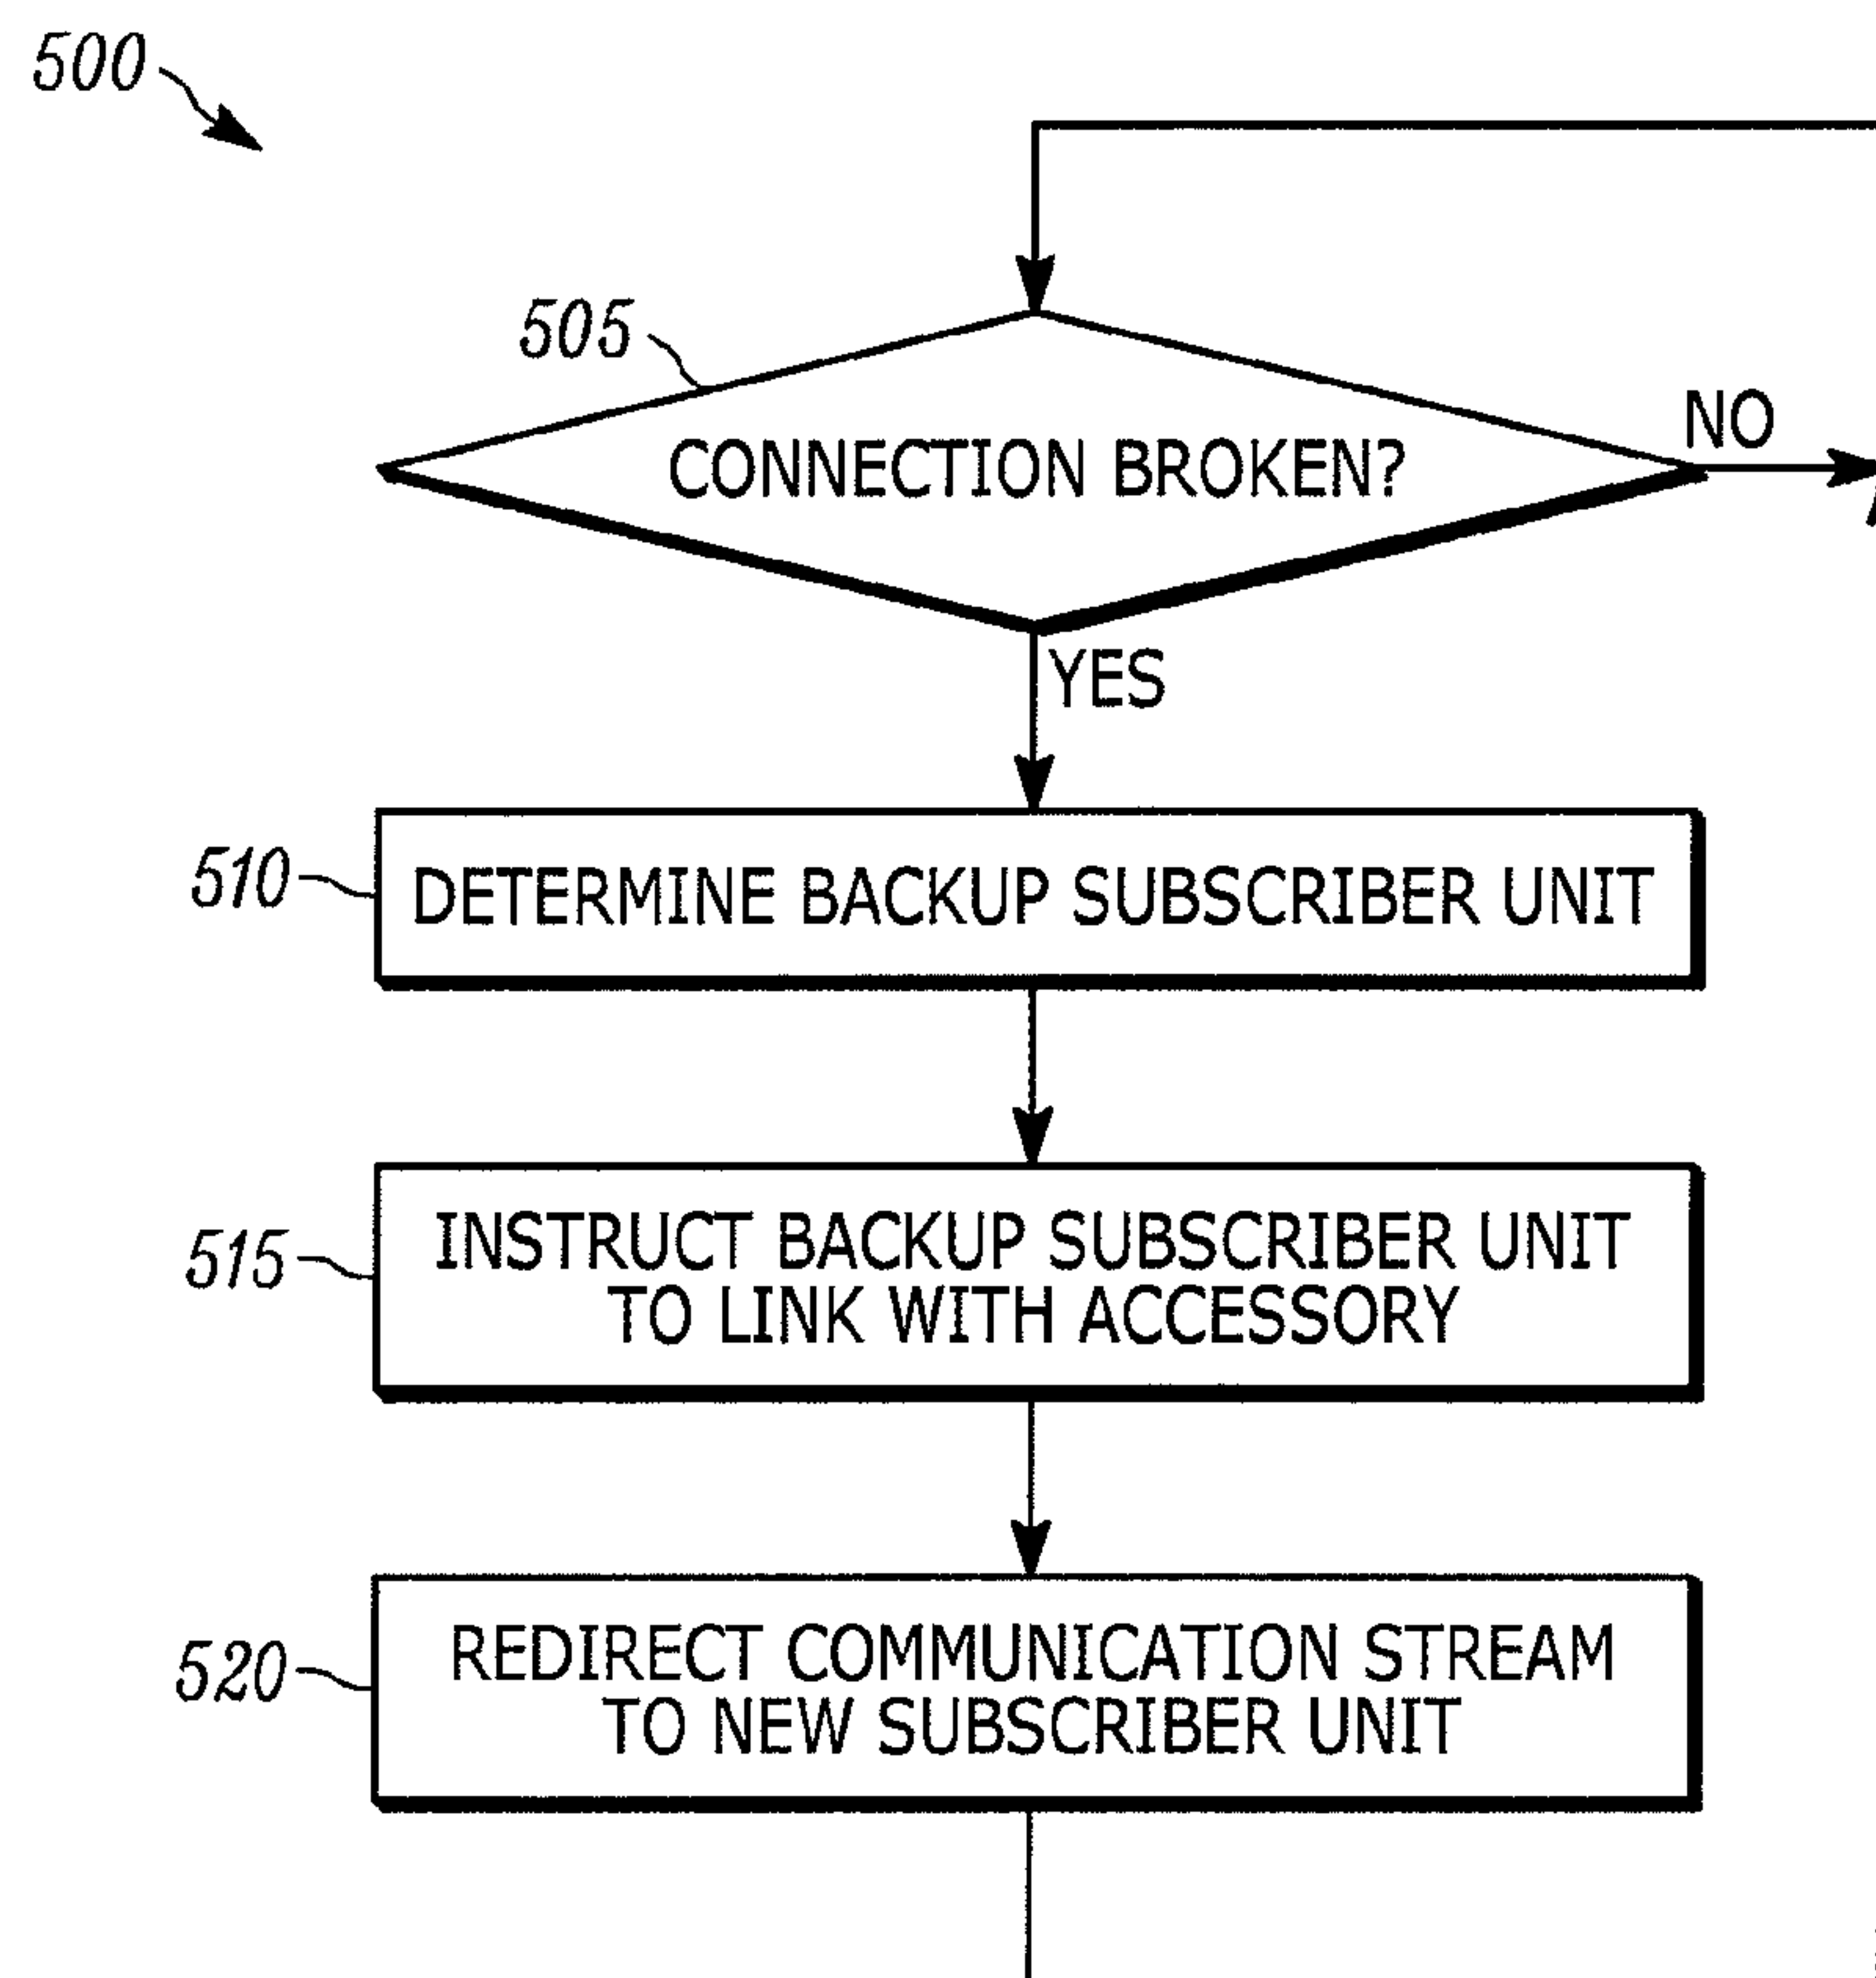 500
505
CONNECTION BROKEN?
NO
YES
510
DETERMINE BACKUP SUBSCRIBER UNIT
515
INSTRUCT BACKUP SUBSCRIBER UNIT
TO LINK WITH ACCESSORY
520
REDIRECT COMMUNICATION STREAM
TO NEW SUBSCRIBER UNIT